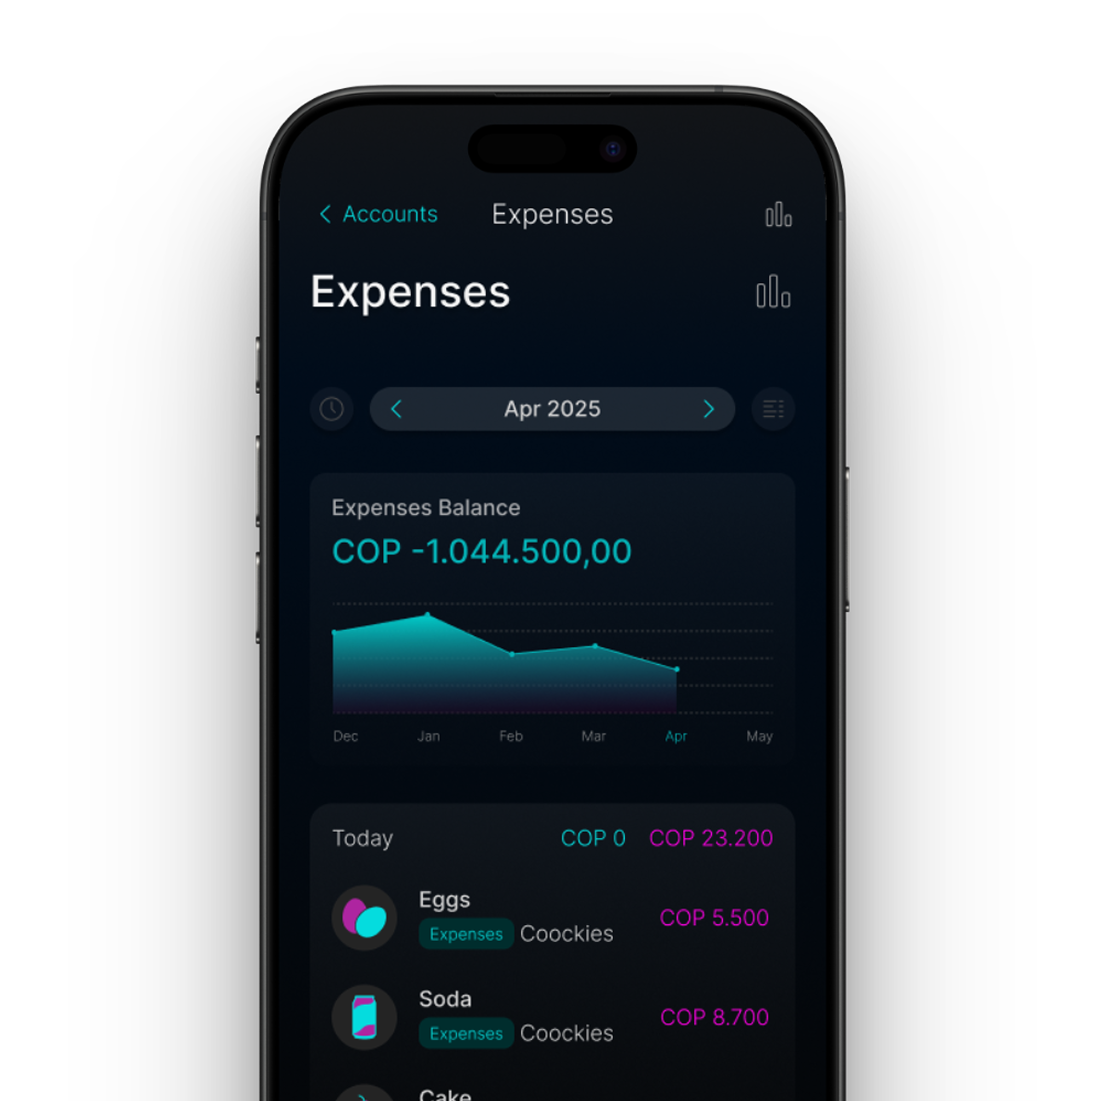 Accounts Expenses
Expenses
Apr 2025
Expenses Balance
COP -1.044.500,00
Dec Jan Feb Mar Apr May
Today COP 0 COP 23.200
Eggs
COP 5.500
Expenses Coockies
Soda
COP 8.700
Expenses Coockies
Cake